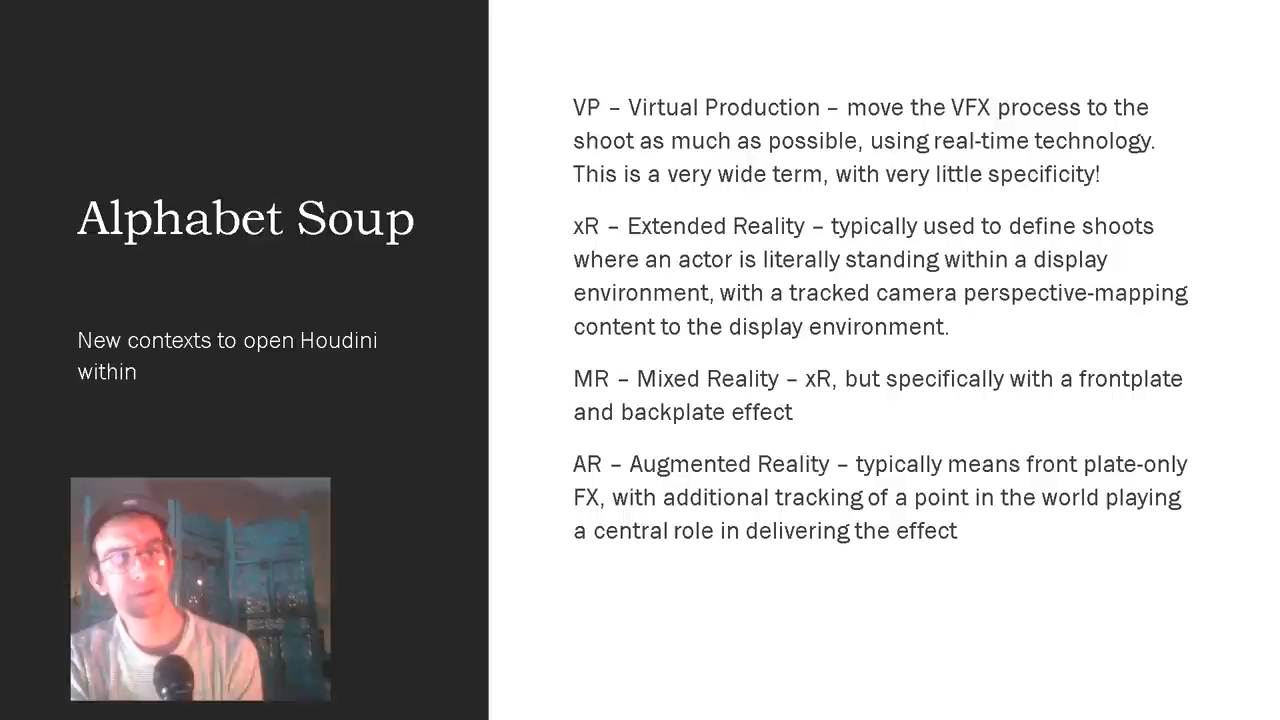 Alphabet Soup
New contexts to open Houdini
within
VP – Virtual Production – move the VFX process to the
shoot as much as possible, using real-time technology.
This is a very wide term, with very little specificity!
xR – Extended Reality – typically used to define shoots
where an actor is literally standing within a display
environment, with a tracked camera perspective-mapping
content to the display environment.
MR – Mixed Reality – xR, but specifically with a frontplate
and backplate effect
AR – Augmented Reality – typically means front plate-only
FX, with additional tracking of a point in the world playing
a central role in delivering the effect